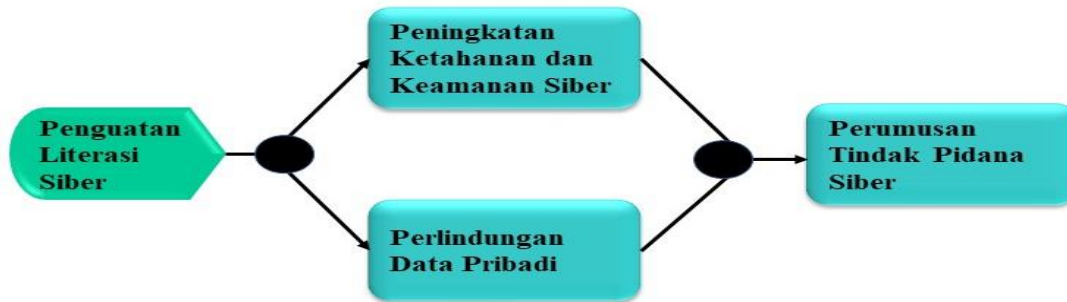 Penguatan
Literasi
Siber
Peningkatan
Ketahanan dan
Keamanan Siber
Perlindungan
Data Pribadi
Perumusan
Tindak Pidana
Siber